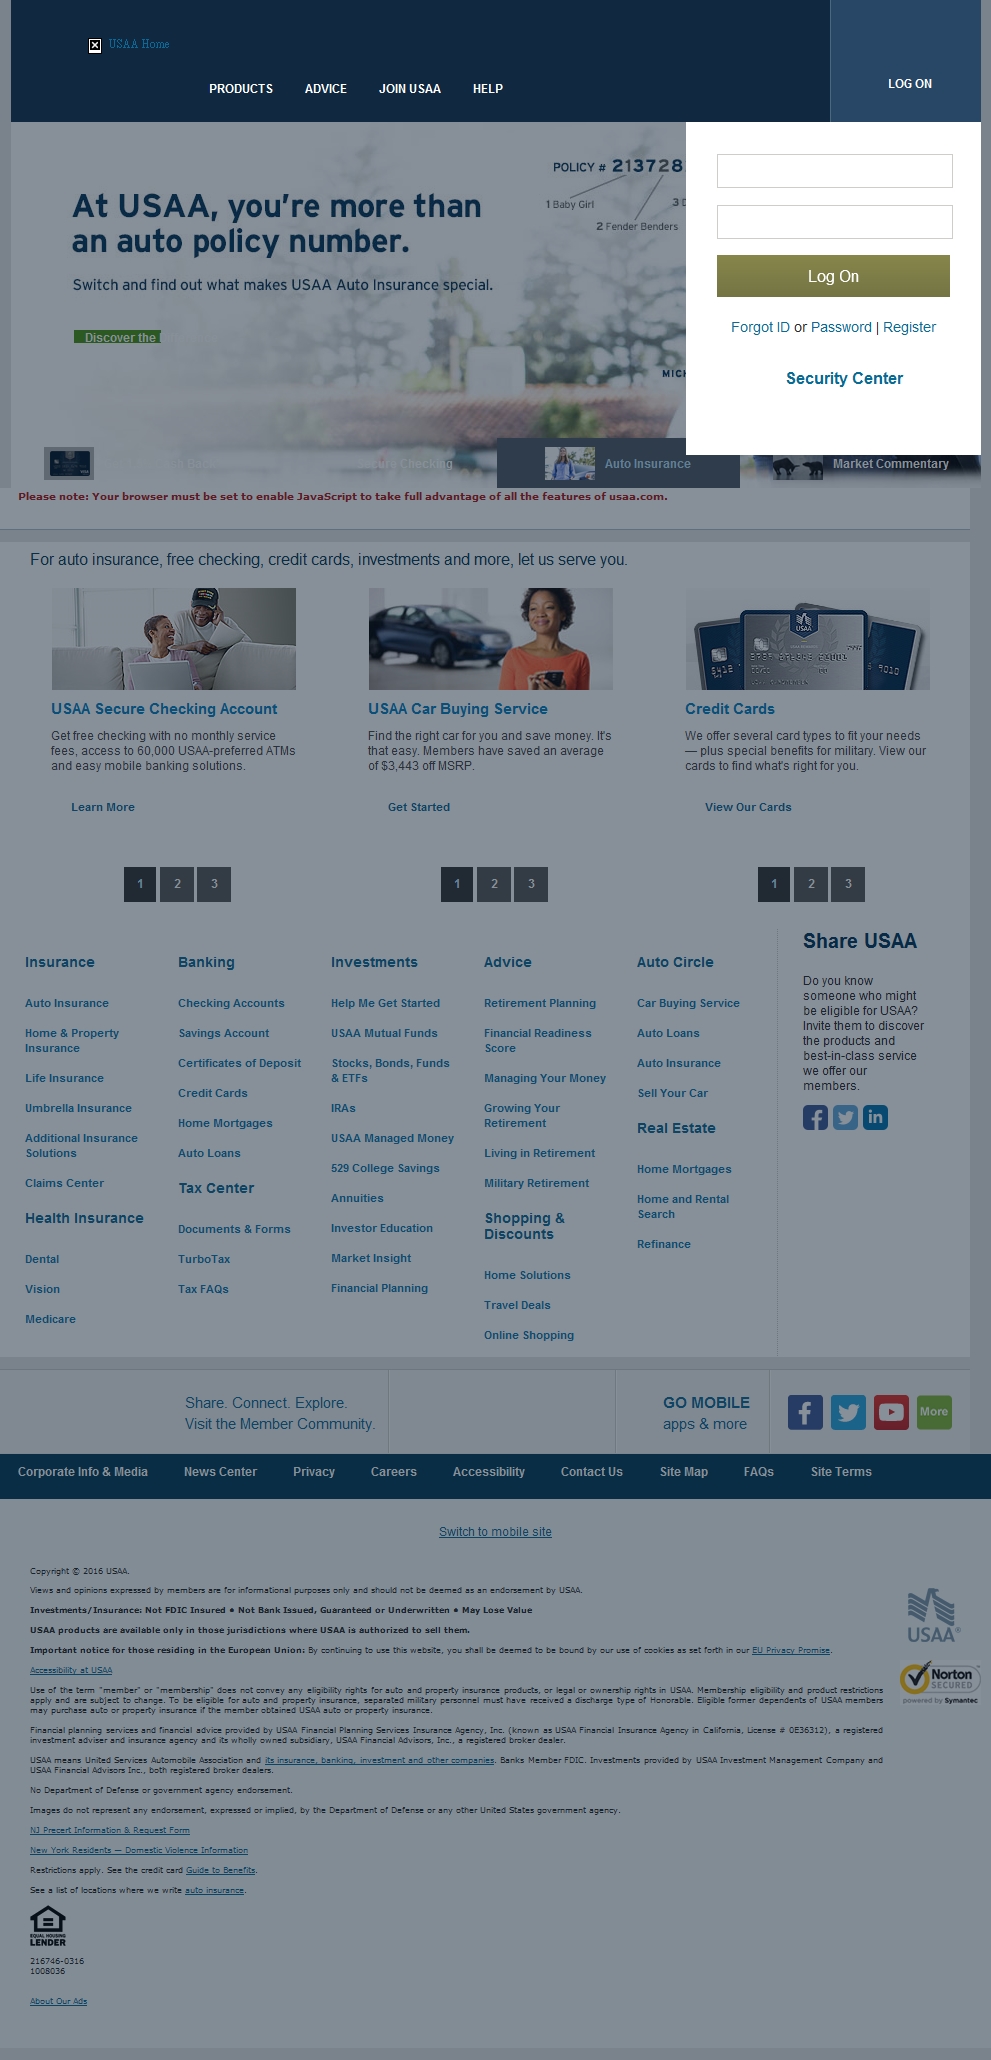 USAA Home
PRODUCTS ADVICE JOIN USAA HELP
LOG ON
At USAA, you're more than
an auto policy number.
Switch and find out what makes USAA Auto Insurance special.
Discover the
POLICY # 213728
1 Baby Girl
2 Fender Benders
3 D
MICH
Log On
Forgot ID or Password | Register
Security Center
Checking
Auto Insurance
Market Commentary
Please note: Your browser must be set to enable JavaScript to take full advantage of all the features of usaa.com.
For auto insurance, free checking, credit cards, investments and more, let us serve you.
USAA Secure Checking Account
Get free checking with no monthly service
fees, access to 60,000 USAA-preferred ATMs
and easy mobile banking solutions.
Learn More
1 2 3
USAA Car Buying Service
Find the right car for you and save money. It's
that easy. Members have saved an average
of $3,443 off MSRP.
Get Started
1 2 3
USAA
Credit Cards
We offer several card types to fit your needs
— plus special benefits for military. View our
cards to find what's right for you.
View Our Cards
1 2 3
Insurance
Auto Insurance
Home & Property
Insurance
Life Insurance
Umbrella Insurance
Additional Insurance
Solutions
Claims Center
Health Insurance
Dental
Vision
Medicare
Banking
Checking Accounts
Savings Account
Certificates of Deposit
Credit Cards
Home Mortgages
Auto Loans
Tax Center
Documents & Forms
TurboTax
Tax FAQs
Investments
Help Me Get Started
USAA Mutual Funds
Stocks, Bonds, Funds
& ETFs
IRAs
USAA Managed Money
529 College Savings
Annuities
Investor Education
Market Insight
Financial Planning
Advice
Retirement Planning
Financial Readiness
Score
Managing Your Money
Growing Your
Retirement
Living in Retirement
Military Retirement
Shopping &
Discounts
Home Solutions
Travel Deals
Online Shopping
Auto Circle
Car Buying Service
Auto Loans
Auto Insurance
Sell Your Car
Real Estate
Home Mortgages
Home and Rental
Search
Refinance
Share USAA
Do you know
someone who might
be eligible for USAA?
Invite them to discover
the products and
best-in-class service
we offer our
members.
Share. Connect. Explore.
Visit the Member Community.
GO MOBILE
apps & more
More
Corporate Info & Media News Center Privacy Careers Accessibility Contact Us Site Map FAQs Site Terms
Switch to mobile site
Copyright © 2016 USAA.
Views and opinions expressed by members are for informational purposes only and should not be deemed as an endorsement by USAA.
Investments/Insurance: Not FDIC Insured • Not Bank Issued, Guaranteed or Underwritten • May Lose Value
USAA products are available only in those jurisdictions where USAA is authorized to sell them.
Important notice for those residing in the European Union: By continuing to use this website, you shall be deemed to be bound by our use of cookies as set forth in our EU Privacy Promise.
Accessibility at USAA
Use of the term "member" or "membership" does not convey any eligibility rights for auto and property insurance products, or legal or ownership rights in USAA. Membership eligibility and product restrictions
apply and are subject to change. To be eligible for auto and property insurance, separated military personnel must have received a discharge type of Honorable. Eligible former dependents of USAA members
may purchase auto or property insurance if the member obtained USAA auto or property insurance.
Financial planning services and financial advice provided by USAA Financial Planning Services Insurance Agency, Inc. (known as USAA Financial Insurance Agency in California, License # 0E36312), a registered
investment adviser and insurance agency and its wholly owned subsidiary, USAA Financial Advisors, Inc., a registered broker dealer.
USAA means United Services Automobile Association and its insurance, banking, investment and other companies. Banks Member FDIC. Investments provided by USAA Investment Management Company and
USAA Financial Advisors Inc., both registered broker dealers.
No Department of Defense or government agency endorsement.
Images do not represent any endorsement, expressed or implied, by the Department of Defense or any other United States government agency.
NJ Precert Information & Request Form
New York Residents — Domestic Violence Information
Restrictions apply. See the credit card Guide to Benefits.
See a list of locations where we write auto insurance.
EQUAL HOUSING
LENDER
216746-0316
1008036
About Our Ads
USAA®
Norton
SECURED
powered by Symantec